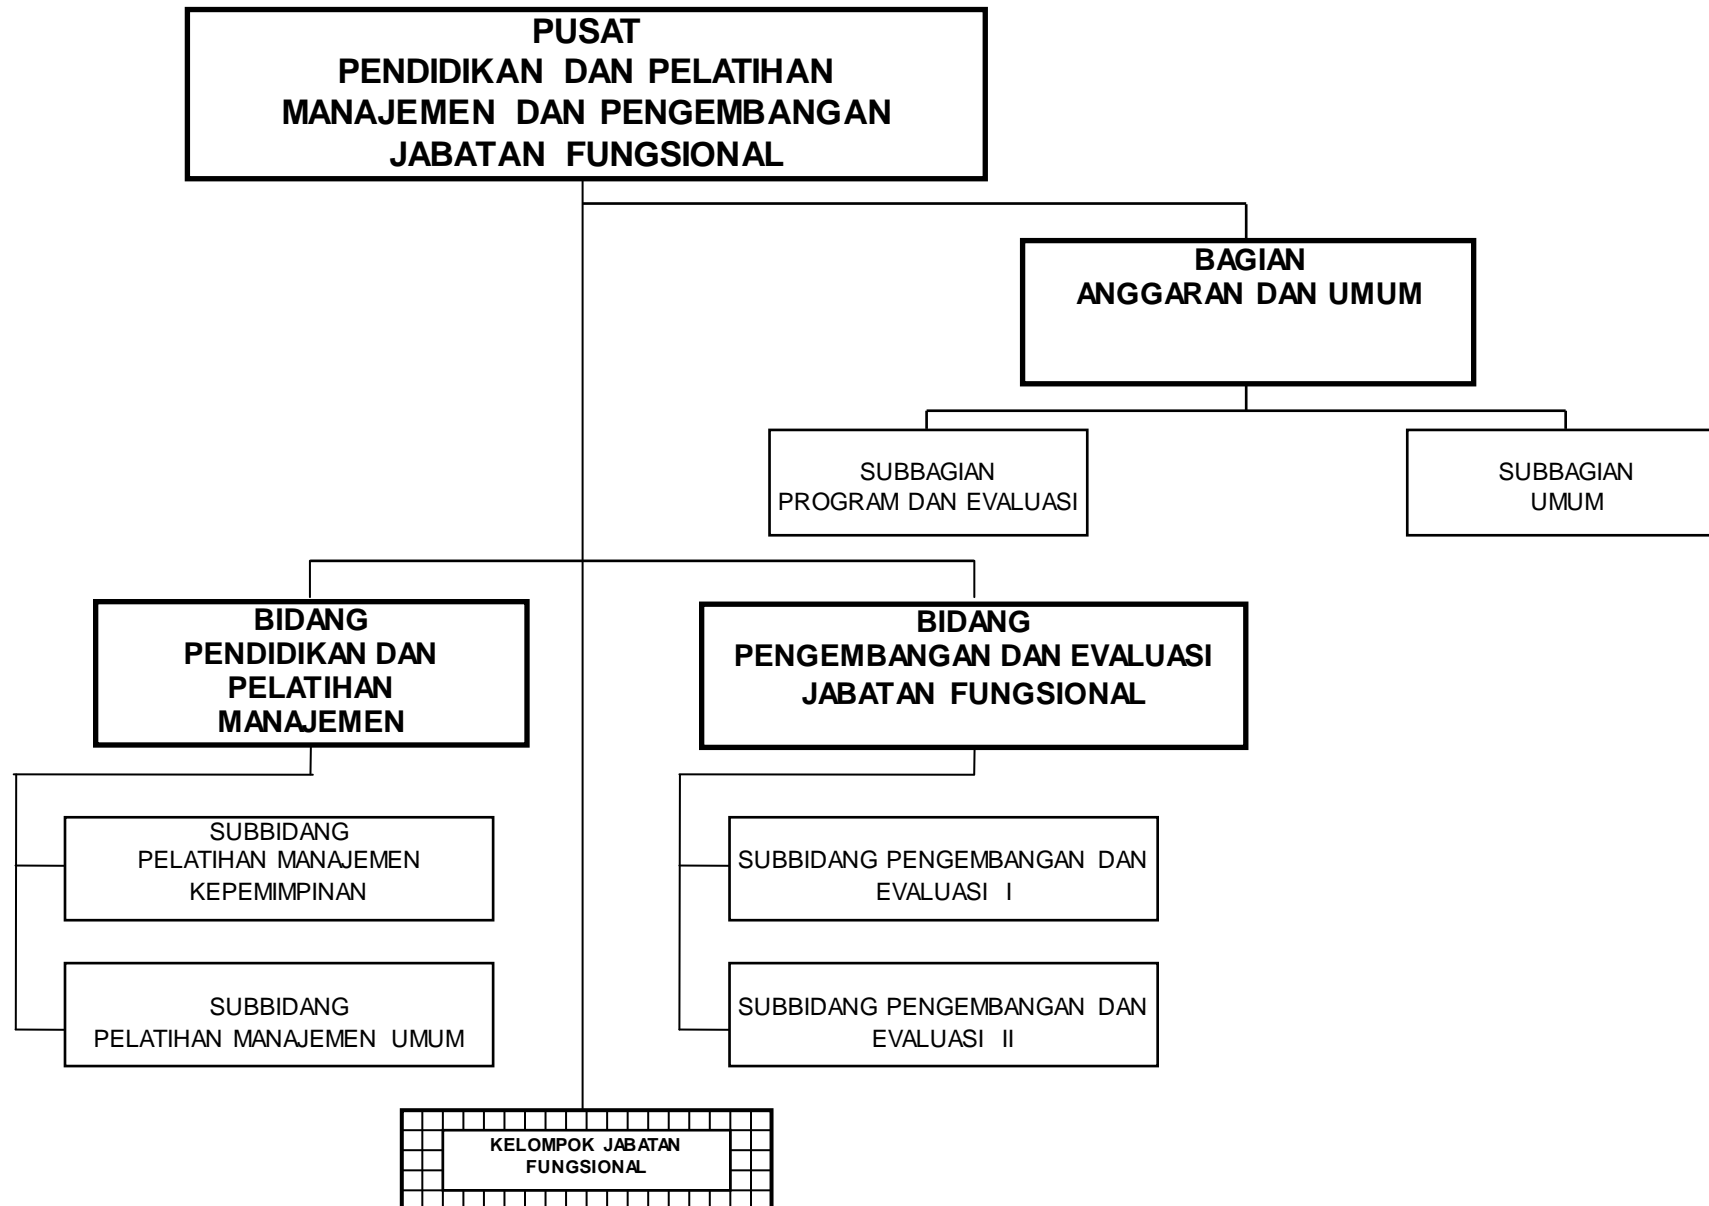 PUSAT
PENDIDIKAN DAN PELATIHAN
MANAJEMEN DAN PENGEMBANGAN
JABATAN FUNGSIONAL
BAGIAN
ANGGARAN DAN UMUM
SUBBAGIAN
PROGRAM DAN EVALUASI
SUBBAGIAN
UMUM
BIDANG
PENDIDIKAN DAN
PELATIHAN
MANAJEMEN
BIDANG
PENGEMBANGAN DAN EVALUASI
JABATAN FUNGSIONAL
SUBBIDANG
PELATIHAN MANAJEMEN
KEPEMIMPINAN
SUBBIDANG PENGEMBANGAN DAN
EVALUASI I
SUBBIDANG
PELATIHAN MANAJEMEN UMUM
SUBBIDANG PENGEMBANGAN DAN
EVALUASI II
KELOMPOK JABATAN
FUNGSIONAL